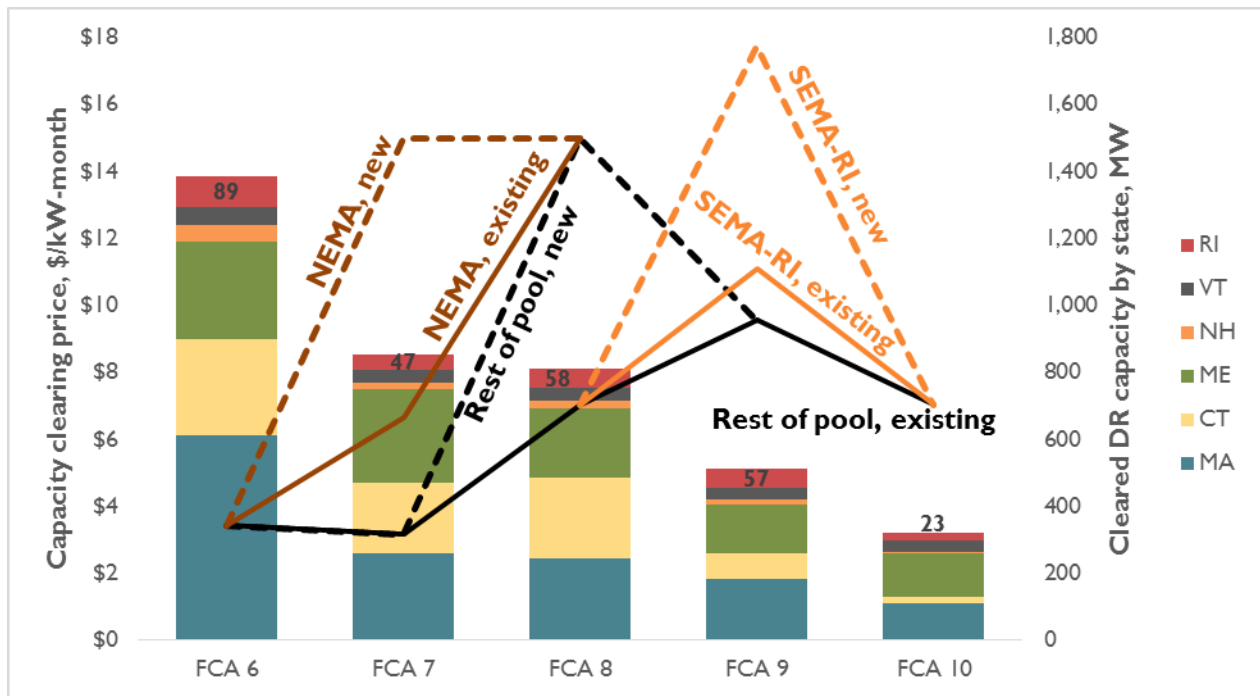 Capacity clearing price, $/kW-month
$18
$16
$14
$12
$10
$8
$6
$4
$2
$0
1,800
1,600
1,400
1,200
1,000
800
600
400
200
0
Cleared DR capacity by state, MW
89
47
58
57
23
NEMA, new
NEMA, existing
Rest of pool, new
SEMA-RI, new
SEMA-RI, existing
Rest of pool, existing
FCA 6
FCA 7
FCA 8
FCA 9
FCA 10
RI
VT
NH
ME
CT
MA